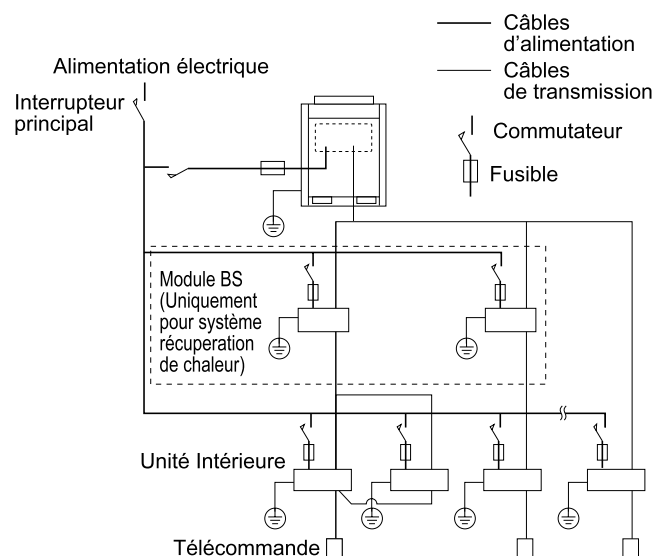 Câbles
d'alimentation
Câbles
de transmission
Alimentation électrique
Interrupteur
principal
Commutateur
Fusible
Module BS
(Uniquement
pour système
récuperation
de chaleur)
Unité Intérieure
Télécommande